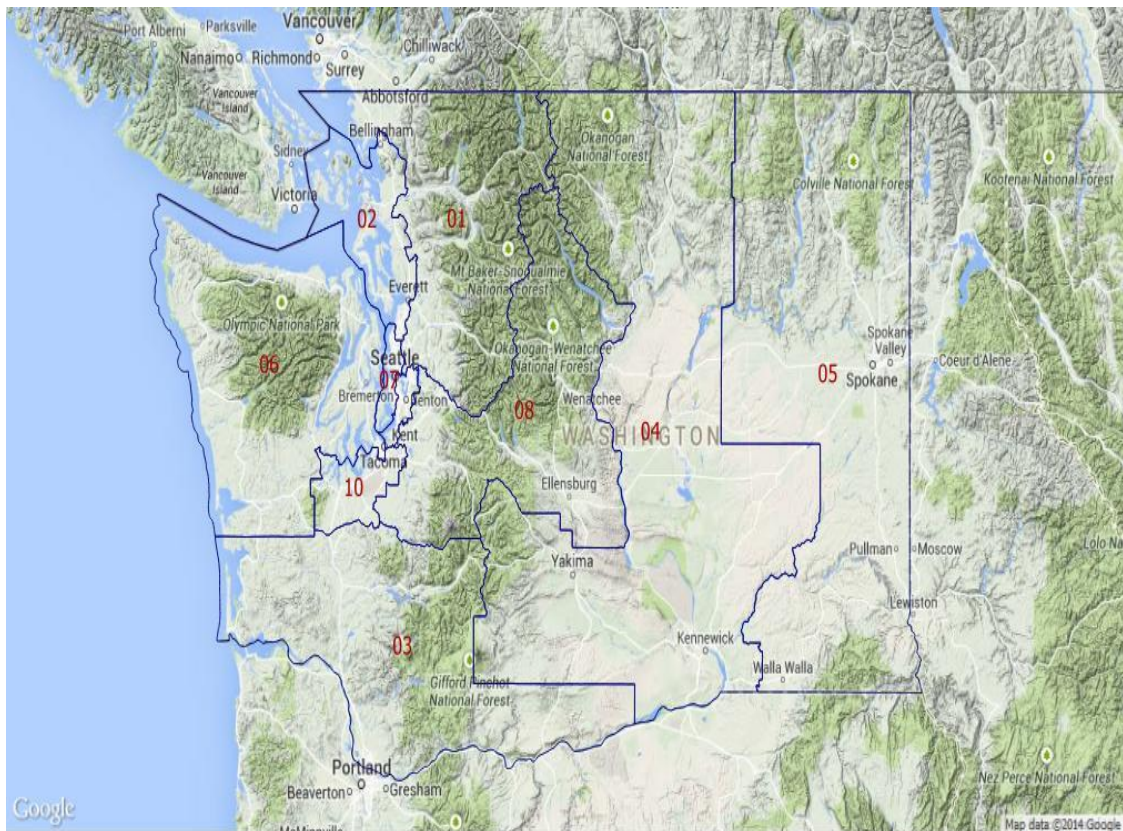 Port Alberni
Parksville
Vancouver
Nanaimo
Richmond
Surrey
Chilliwack
Abbotsford
Vancouver
Island
Bellingham
Okanogan
National Forest
Sidney
Vancouver
Island
Victoria
Colville National Forest
Kootenai National Forest
02
01
Mt Baker-Snoqualmie
National Forest
Everett
Olympic National Park
Seattle
Okanogan-Wenatchee
National Forest
Spokane
Valley
Coeur d'Alene
Spokane
06
07
05
Bremerton
Renton
Wenatchee
08
04
WASHINGTON
Kent
Tacoma
10
Ellensburg
Yakima
Pullman
Moscow
Lewiston
03
Kennewick
Walla Walla
Gifford Pinchot
National Forest
Portland
Beaverton
Gresham
Nez Perce National Forest
Google
Map data ©2014 Google